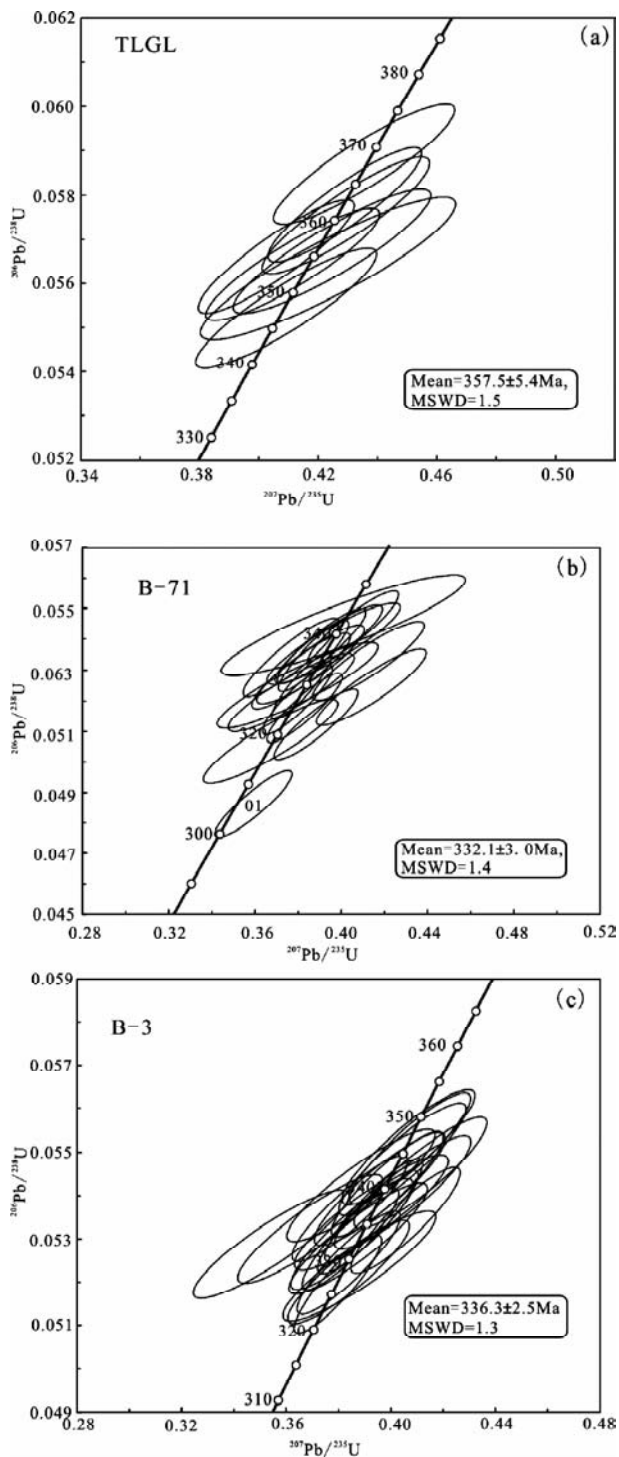 0.062
TLGL
(a)
380
0.060
370
0.058
360
²⁰⁶Pb/²³⁸U
0.056
350
0.054
340
Mean=357.5±5.4Ma,
MSWD=1.5
330
0.052
0.34
0.38
0.42
0.46
0.50
²⁰⁷Pb/²³⁵U
0.057
B-71
(b)
0.055
340
0.063
²⁰⁶Pb/²³⁸U
0.051
320
0.049
01
300
0.047
Mean=332.1±3.0Ma,
MSWD=1.4
0.045
0.28
0.32
0.36
0.40
0.44
0.48
0.52
²⁰⁷Pb/²³⁵U
0.059
B-3
(c)
360
0.057
350
0.055
340
²⁰⁶Pb/²³⁸U
0.053
0.051
320
Mean=336.3±2.5Ma
MSWD=1.3
310
0.049
0.28
0.32
0.36
0.40
0.44
0.48
²⁰⁷Pb/²³⁵U